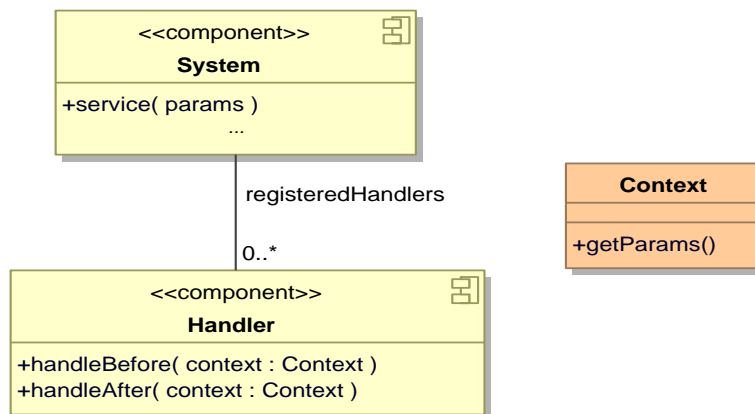 <<component>>
System
+service( params )
...
registeredHandlers
0..*
<<component>>
Handler
+handleBefore( context : Context )
+handleAfter( context : Context )
Context
+getParams()